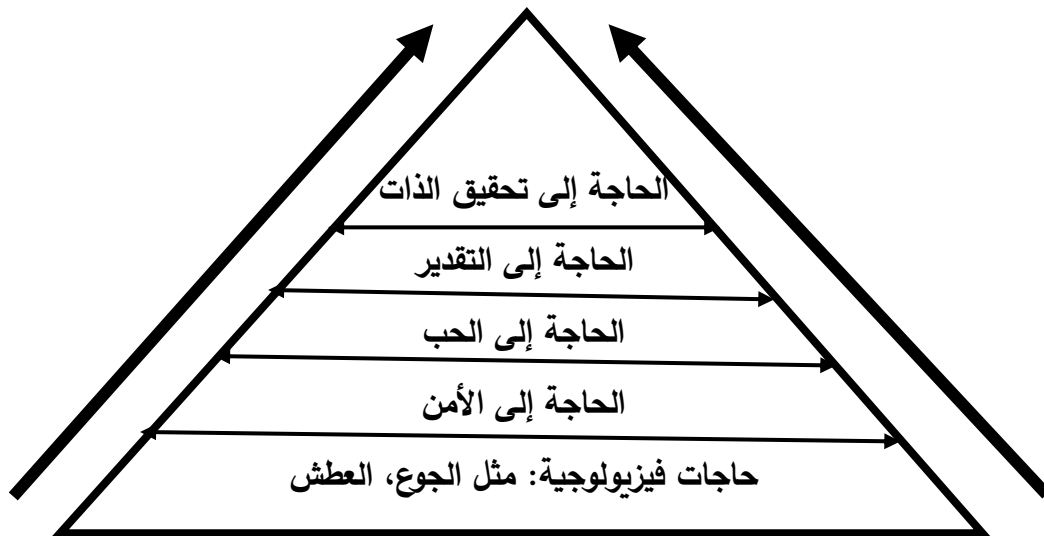 الحاجة إلى تحقيق الذات
الحاجة إلى التقدير
الحاجة إلى الحب
الحاجة إلى الأمن
حاجات فيزيولوجية: مثل الجوع، العطش